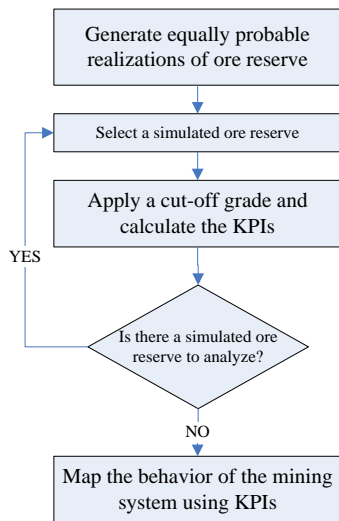 Generate equally probable
realizations of ore reserve
Select a simulated ore reserve
Apply a cut-off grade and
calculate the KPIs
YES
Is there a simulated ore
reserve to analyze?
NO
Map the behavior of the mining
system using KPIs